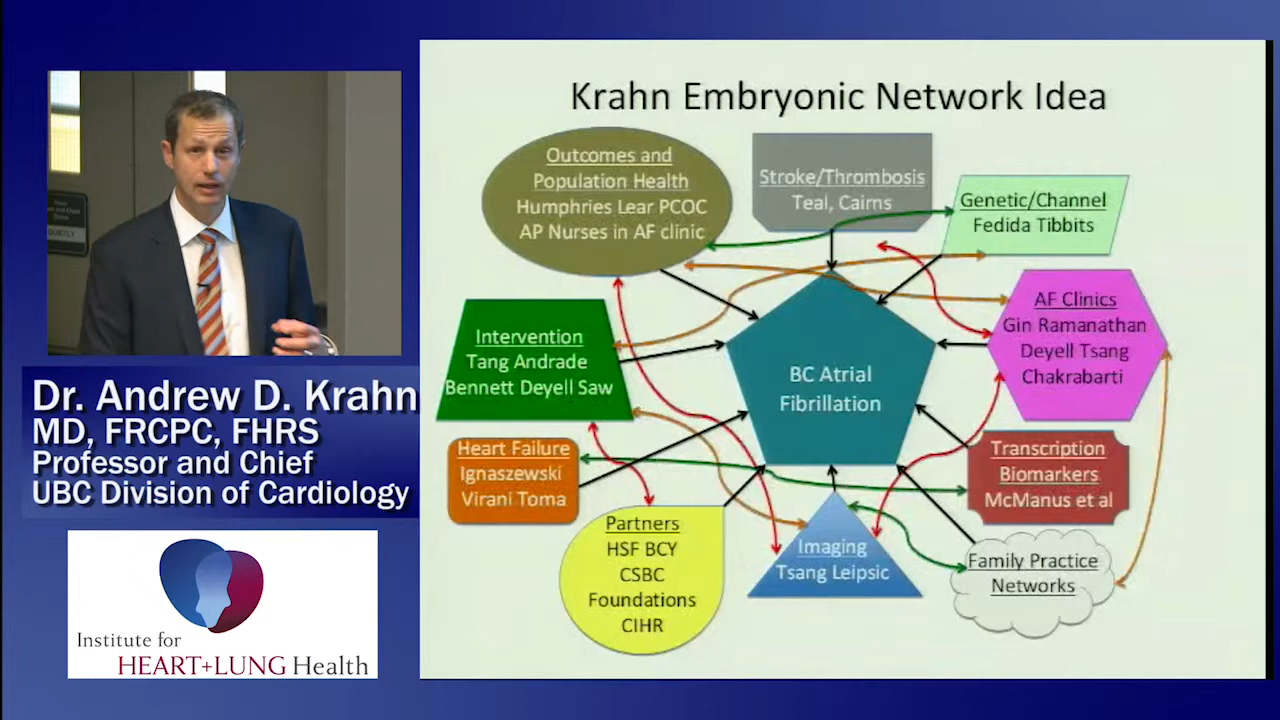 Krahn Embryonic Network Idea
Outcomes and
Population Health
Humphries Lear PCOC
AP Nurses in AF clinic
Stroke/Thrombosis
Teal, Cairns
Genetic/Channel
Fedida Tibbits
Intervention
Tang Andrade
Bennett Deyell Saw
BC Atrial
Fibrillation
AF Clinics
Gin Ramanathan
Deyell Tsang
Chakrabarti
Heart Failure
Ignaszewski
Virani Toma
Transcription
Biomarkers
McManus et al
Partners
HSF BCY
CSBC
Foundations
CIHR
Imaging
Tsang Leipsic
Family Practice
Networks
Dr. Andrew D. Krahn
MD, FRCPC, FHRS
Professor and Chief
UBC Division of Cardiology
Institute for
HEART+LUNG Health